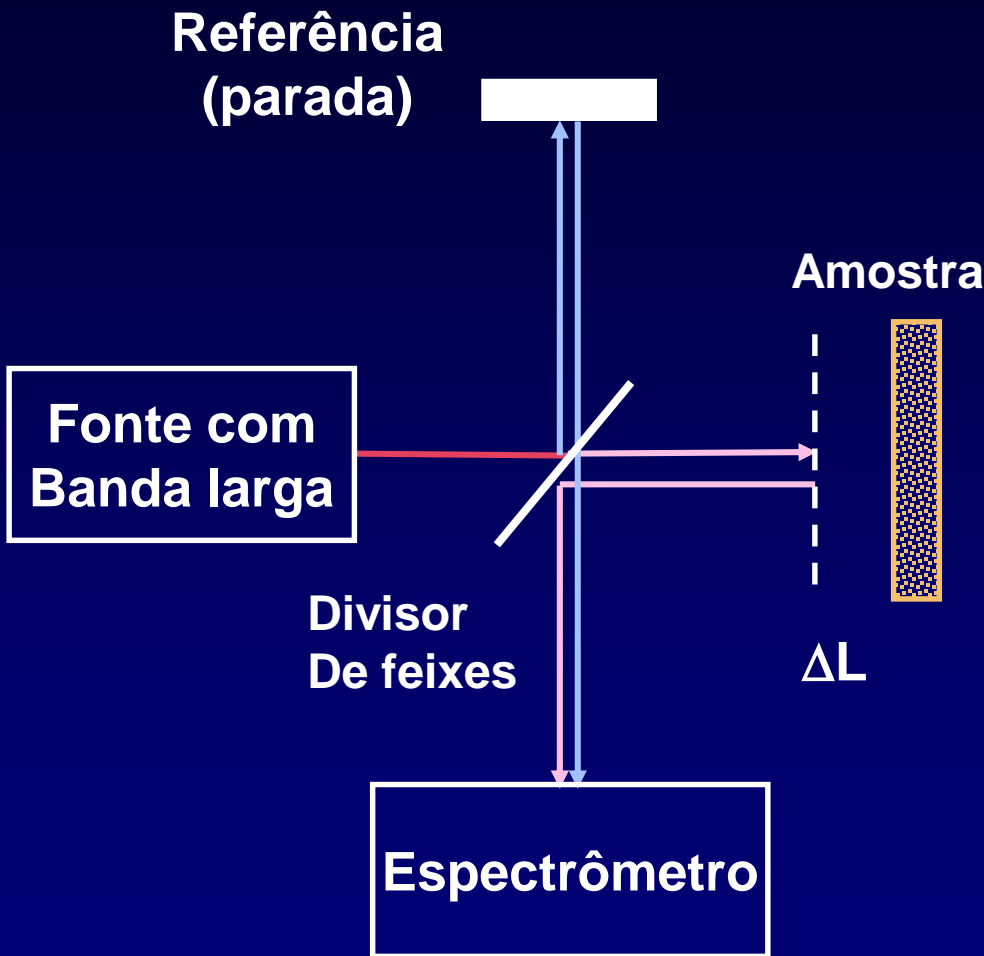 Referência
(parada)
Amostra
Fonte com
Banda larga
Divisor
De feixes
ΔL
Espectrômetro